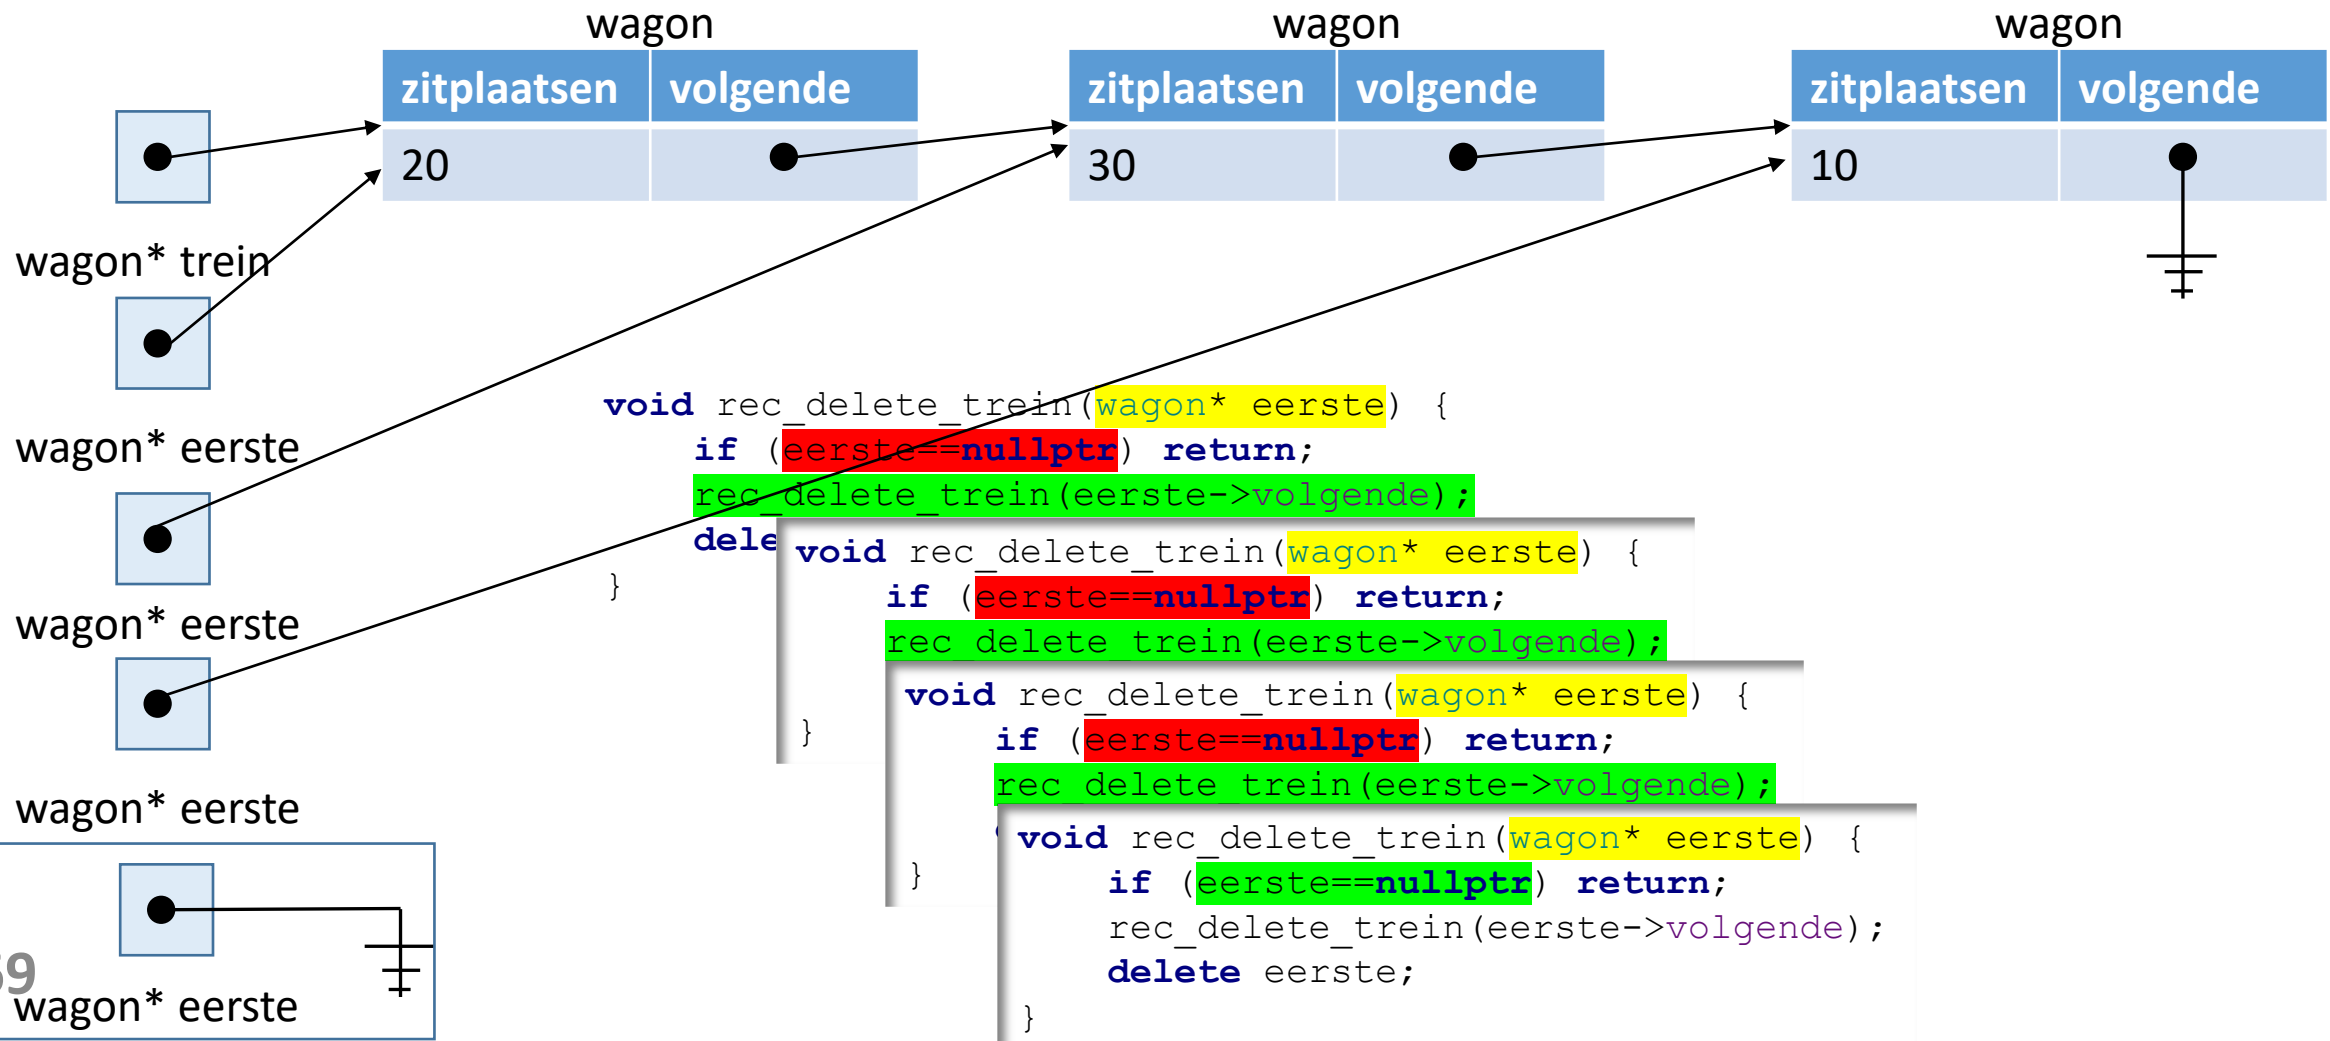 wagon wagon wagon
zitplaatsen volgende zitplaatsen volgende zitplaatsen volgende
20 30 10
wagon* trein
wagon* eerste
wagon* eerste
wagon* eerste
wagon* eerste
void rec_delete_trein(wagon* eerste) {
if (eerste==nullptr) return;
rec_delete_trein(eerste->volgende);
dele
}
void rec_delete_trein(wagon* eerste) {
if (eerste==nullptr) return;
rec_delete_trein(eerste->volgende);
}
void rec_delete_trein(wagon* eerste) {
if (eerste==nullptr) return;
rec_delete_trein(eerste->volgende);
}
void rec_delete_trein(wagon* eerste) {
if (eerste==nullptr) return;
rec_delete_trein(eerste->volgende);
delete eerste;
}